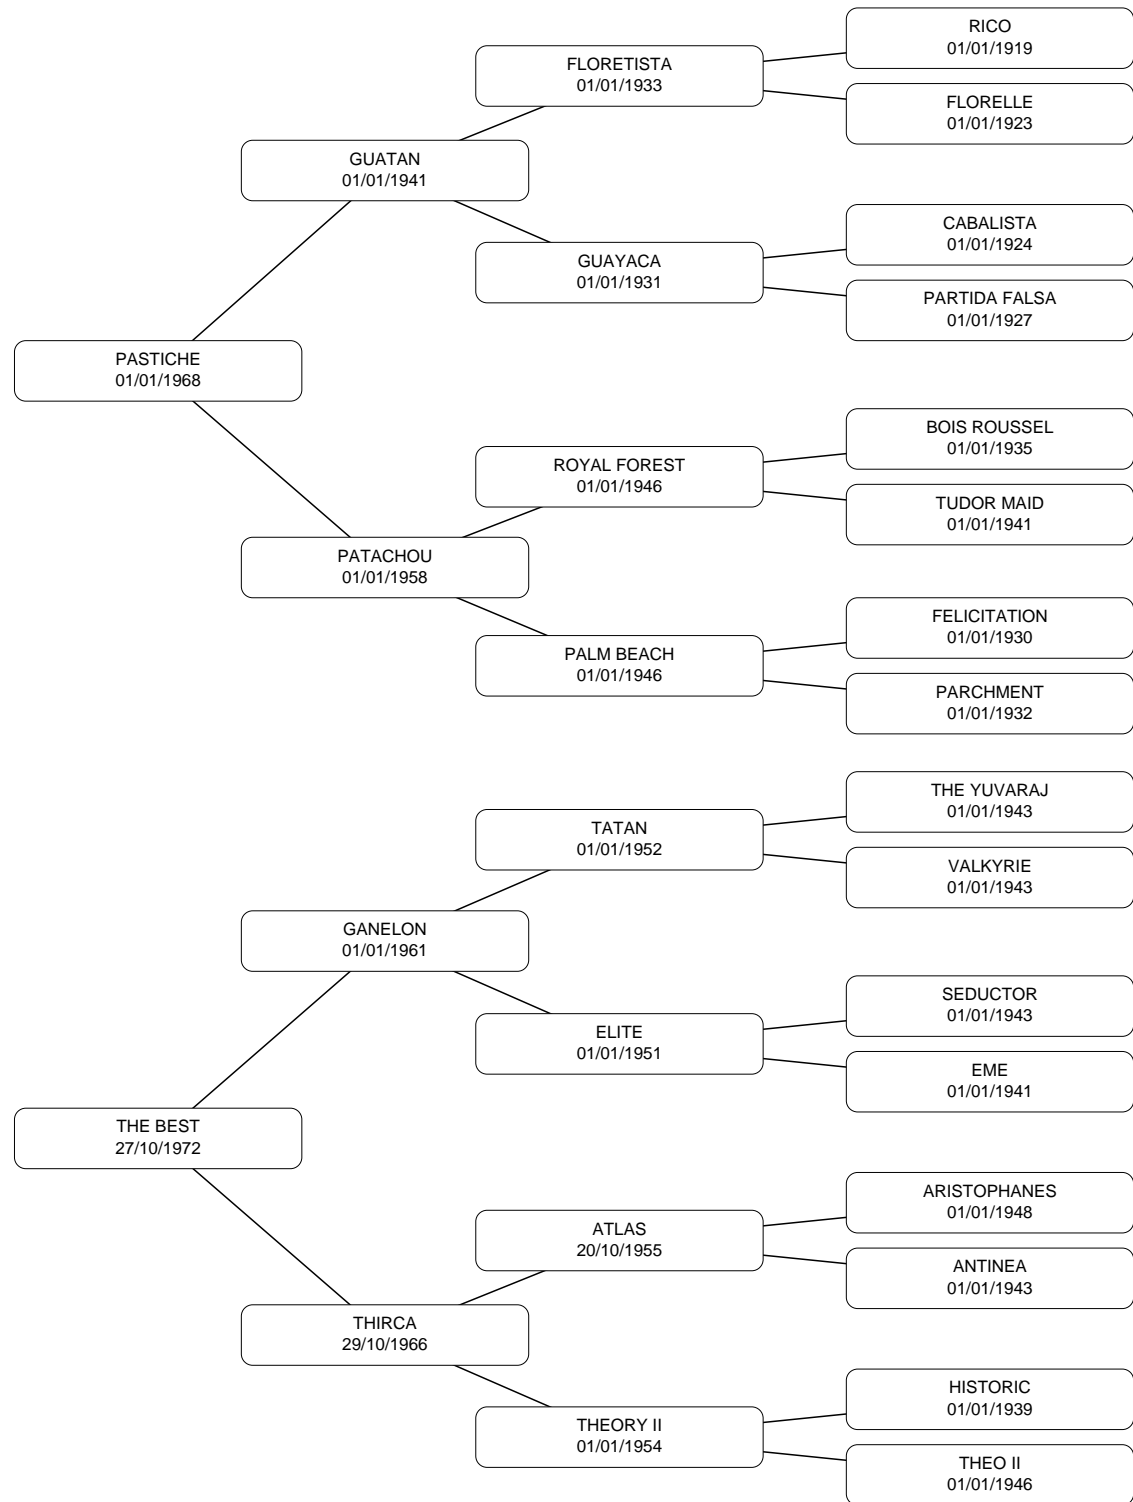 RICO
01/01/1919
FLORETISTA
01/01/1933
FLORELLE
01/01/1923
GUATAN
01/01/1941
CABALISTA
01/01/1924
GUAYACA
01/01/1931
PARTIDA FALSA
01/01/1927
PASTICHE
01/01/1968
BOIS ROUSSEL
01/01/1935
ROYAL FOREST
01/01/1946
TUDOR MAID
01/01/1941
PATACHOU
01/01/1958
FELICITATION
01/01/1930
PALM BEACH
01/01/1946
PARCHMENT
01/01/1932
THE YUVARAJ
01/01/1943
TATAN
01/01/1952
VALKYRIE
01/01/1943
GANELON
01/01/1961
SEDUCTOR
01/01/1943
ELITE
01/01/1951
EME
01/01/1941
THE BEST
27/10/1972
ARISTOPHANES
01/01/1948
ATLAS
20/10/1955
ANTINEA
01/01/1943
THIRCA
29/10/1966
HISTORIC
01/01/1939
THEORY II
01/01/1954
THEO II
01/01/1946